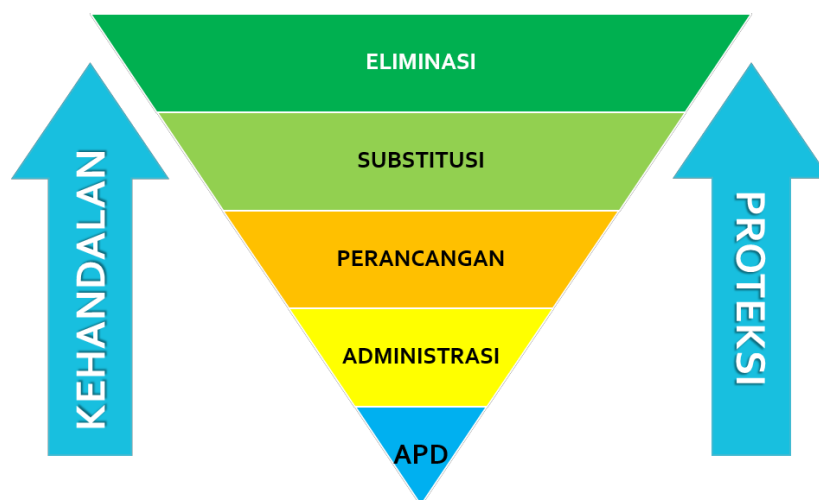 ELIMINASI
SUBSTITUSI
PERANCANGAN
ADMINISTRASI
APD
KEHANDALAN
PROTEKSI